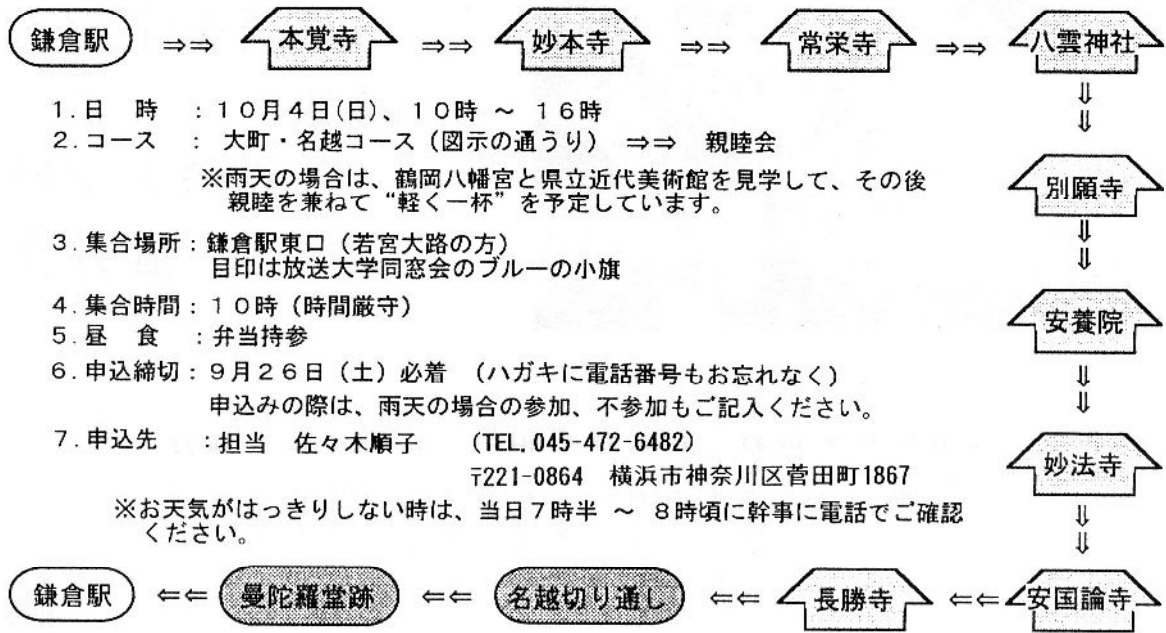 鎌倉駅 ⇒⇒ 本覚寺 ⇒⇒ 妙本寺 ⇒⇒ 常栄寺 ⇒⇒ 八雲神社
⇓
⇓
1.日　時　：１０月４日(日)、１０時 ～ １６時
2.コース　：　大町・名越コース（図示の通うり）　⇒⇒　親睦会
※雨天の場合は、鶴岡八幡宮と県立近代美術館を見学して、その後
親睦を兼ねて“軽く一杯”を予定しています。
別願寺
⇓
⇓
3.集合場所：鎌倉駅東口（若宮大路の方）
目印は放送大学同窓会のブルーの小旗
4.集合時間：１０時（時間厳守）
5.昼　食　：弁当持参
安養院
⇓
⇓
6.申込締切：９月２６日（土）必着　（ハガキに電話番号もお忘れなく）
申込みの際は、雨天の場合の参加、不参加もご記入ください。
7.申込先　：担当　佐々木順子　　（TEL.045-472-6482）
〒221-0864　横浜市神奈川区菅田町1867
妙法寺
⇓
⇓
※お天気がはっきりしない時は、当日７時半 ～ ８時頃に幹事に電話でご確認
ください。
鎌倉駅 ⇐⇐ 曼陀羅堂跡 ⇐⇐ 名越切り通し ⇐⇐ 長勝寺 ⇐⇐ 安国論寺